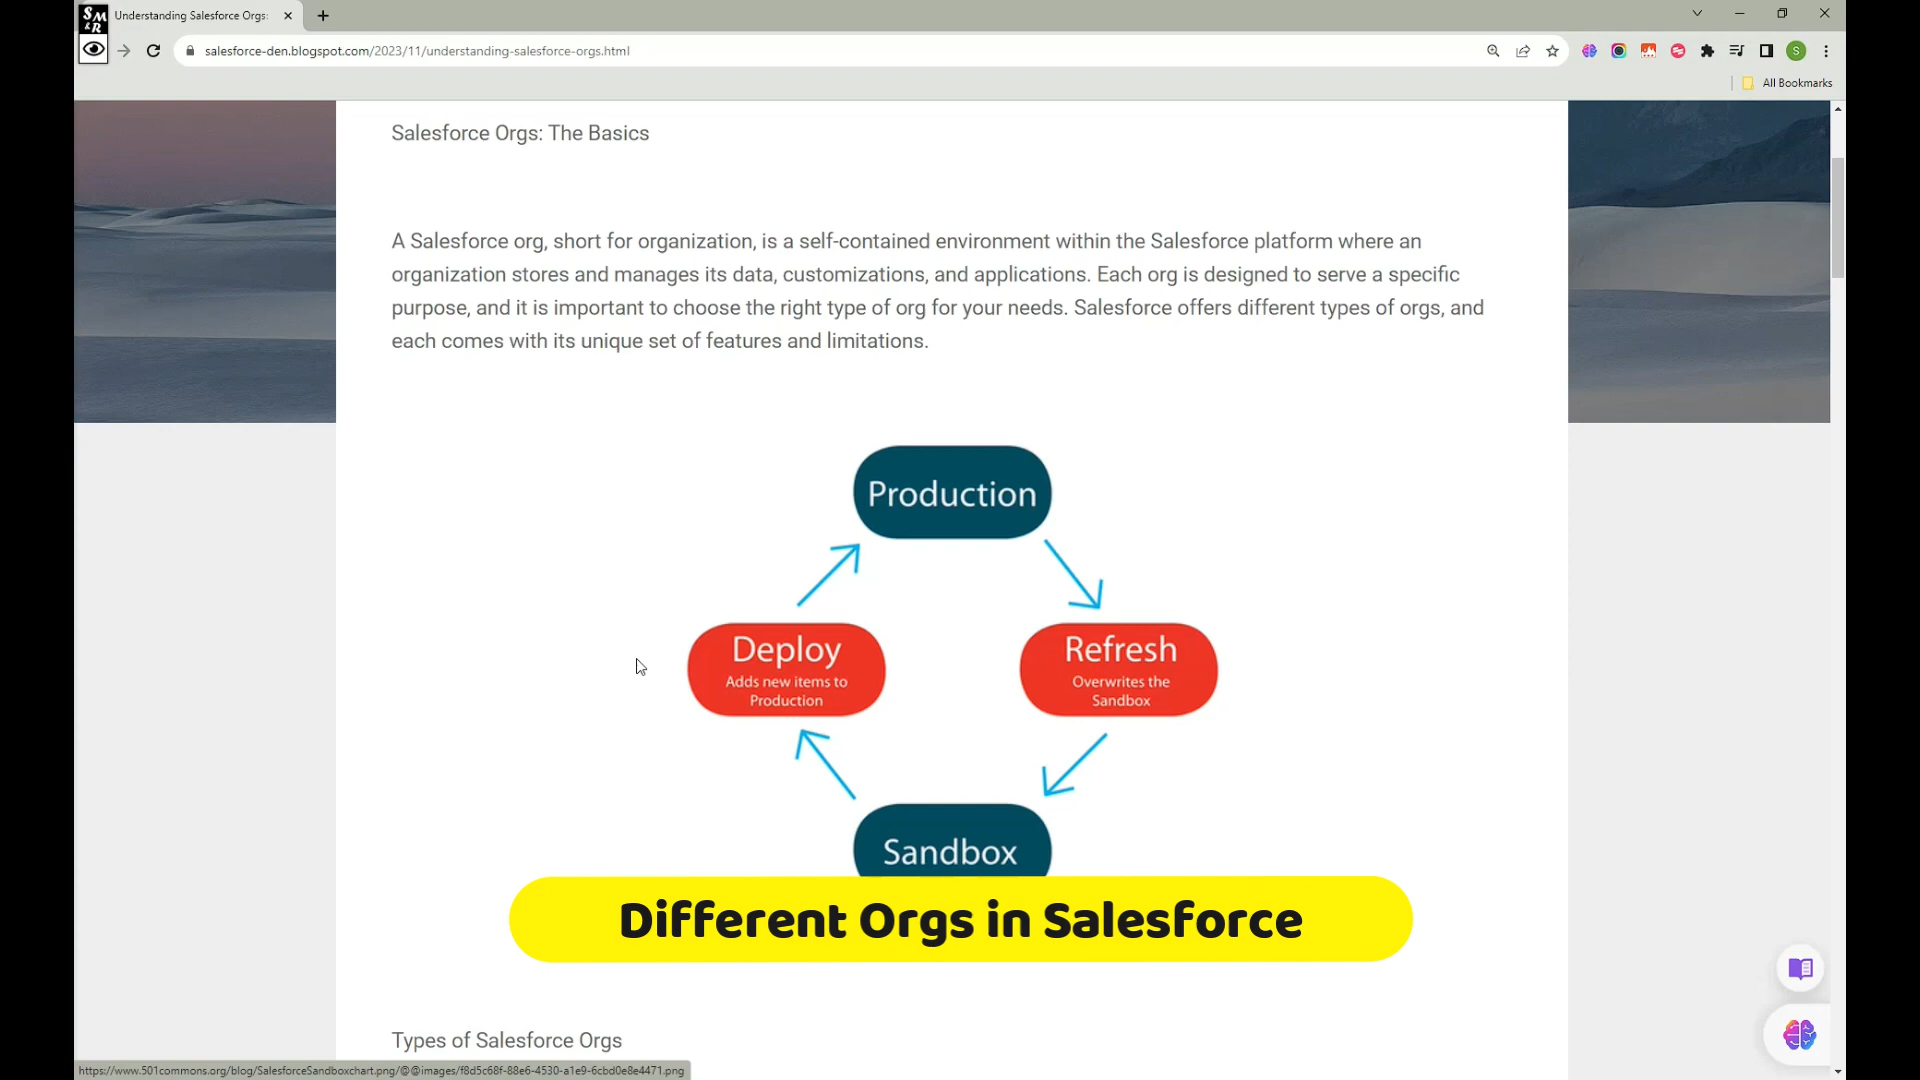 SM
&R
Understanding Salesforce Orgs:
salesforce-den.blogspot.com/2023/11/understanding-salesforce-orgs.html
S
All Bookmarks
Salesforce Orgs: The Basics
A Salesforce org, short for organization, is a self-contained environment within the Salesforce platform where an
organization stores and manages its data, customizations, and applications. Each org is designed to serve a specific
purpose, and it is important to choose the right type of org for your needs. Salesforce offers different types of orgs, and
each comes with its unique set of features and limitations.
Production
Deploy
Adds new items to
Production
Refresh
Overwrites the
Sandbox
Sandbox
Different Orgs in Salesforce
Types of Salesforce Orgs
https://www.501commons.org/blog/SalesforceSandboxchart.png/@@images/f8d5c68f-88e6-4530-a1e9-6cbd0e8e4471.png